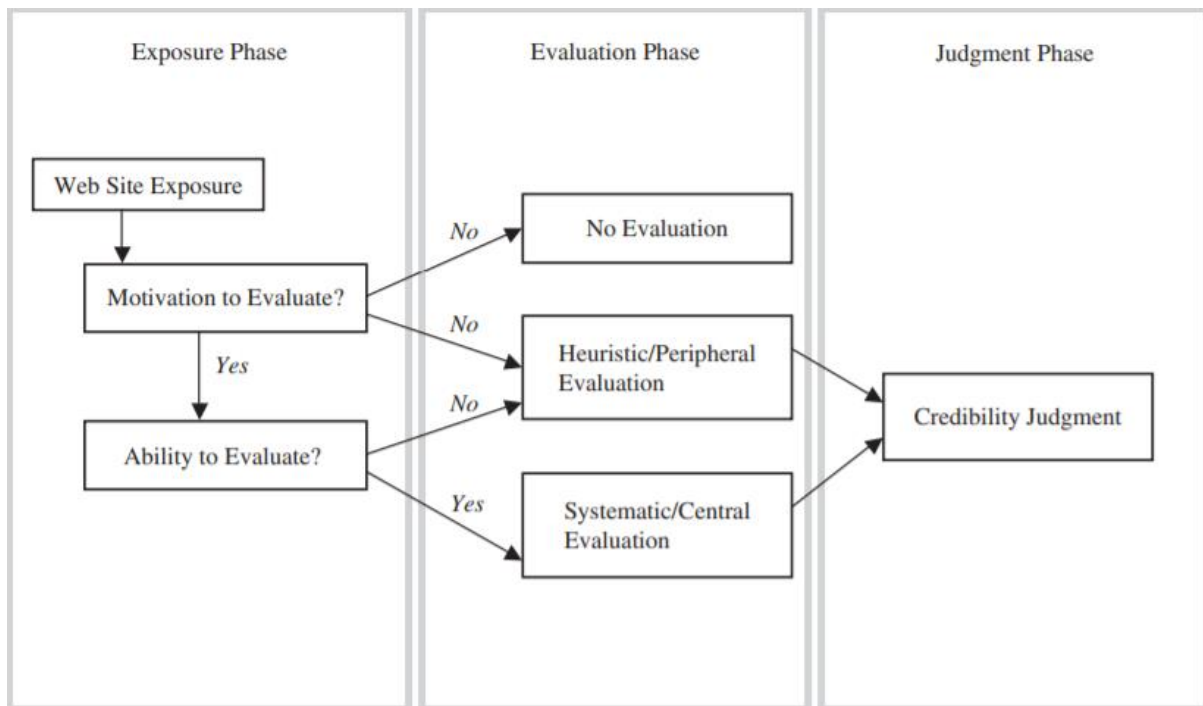 Exposure Phase
Evaluation Phase
Judgment Phase
Web Site Exposure
No
No Evaluation
Motivation to Evaluate?
No
Heuristic/Peripheral
Evaluation
Yes
No
Credibility Judgment
Ability to Evaluate?
Yes
Systematic/Central
Evaluation